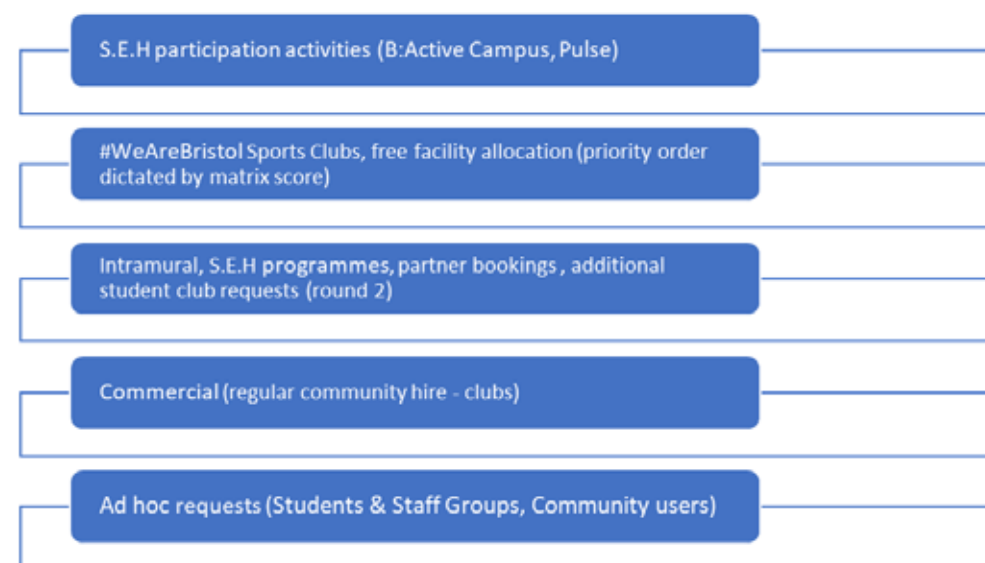 S.E.H participation activities (B:Active Campus, Pulse)
#WeAreBristol Sports Clubs, free facility allocation (priority order
dictated by matrix score)
Intramural, S.E.H programmes, partner bookings , additional
student club requests (round 2)
Commercial (regular community hire - clubs)
Ad hoc requests (Students & Staff Groups, Community users)